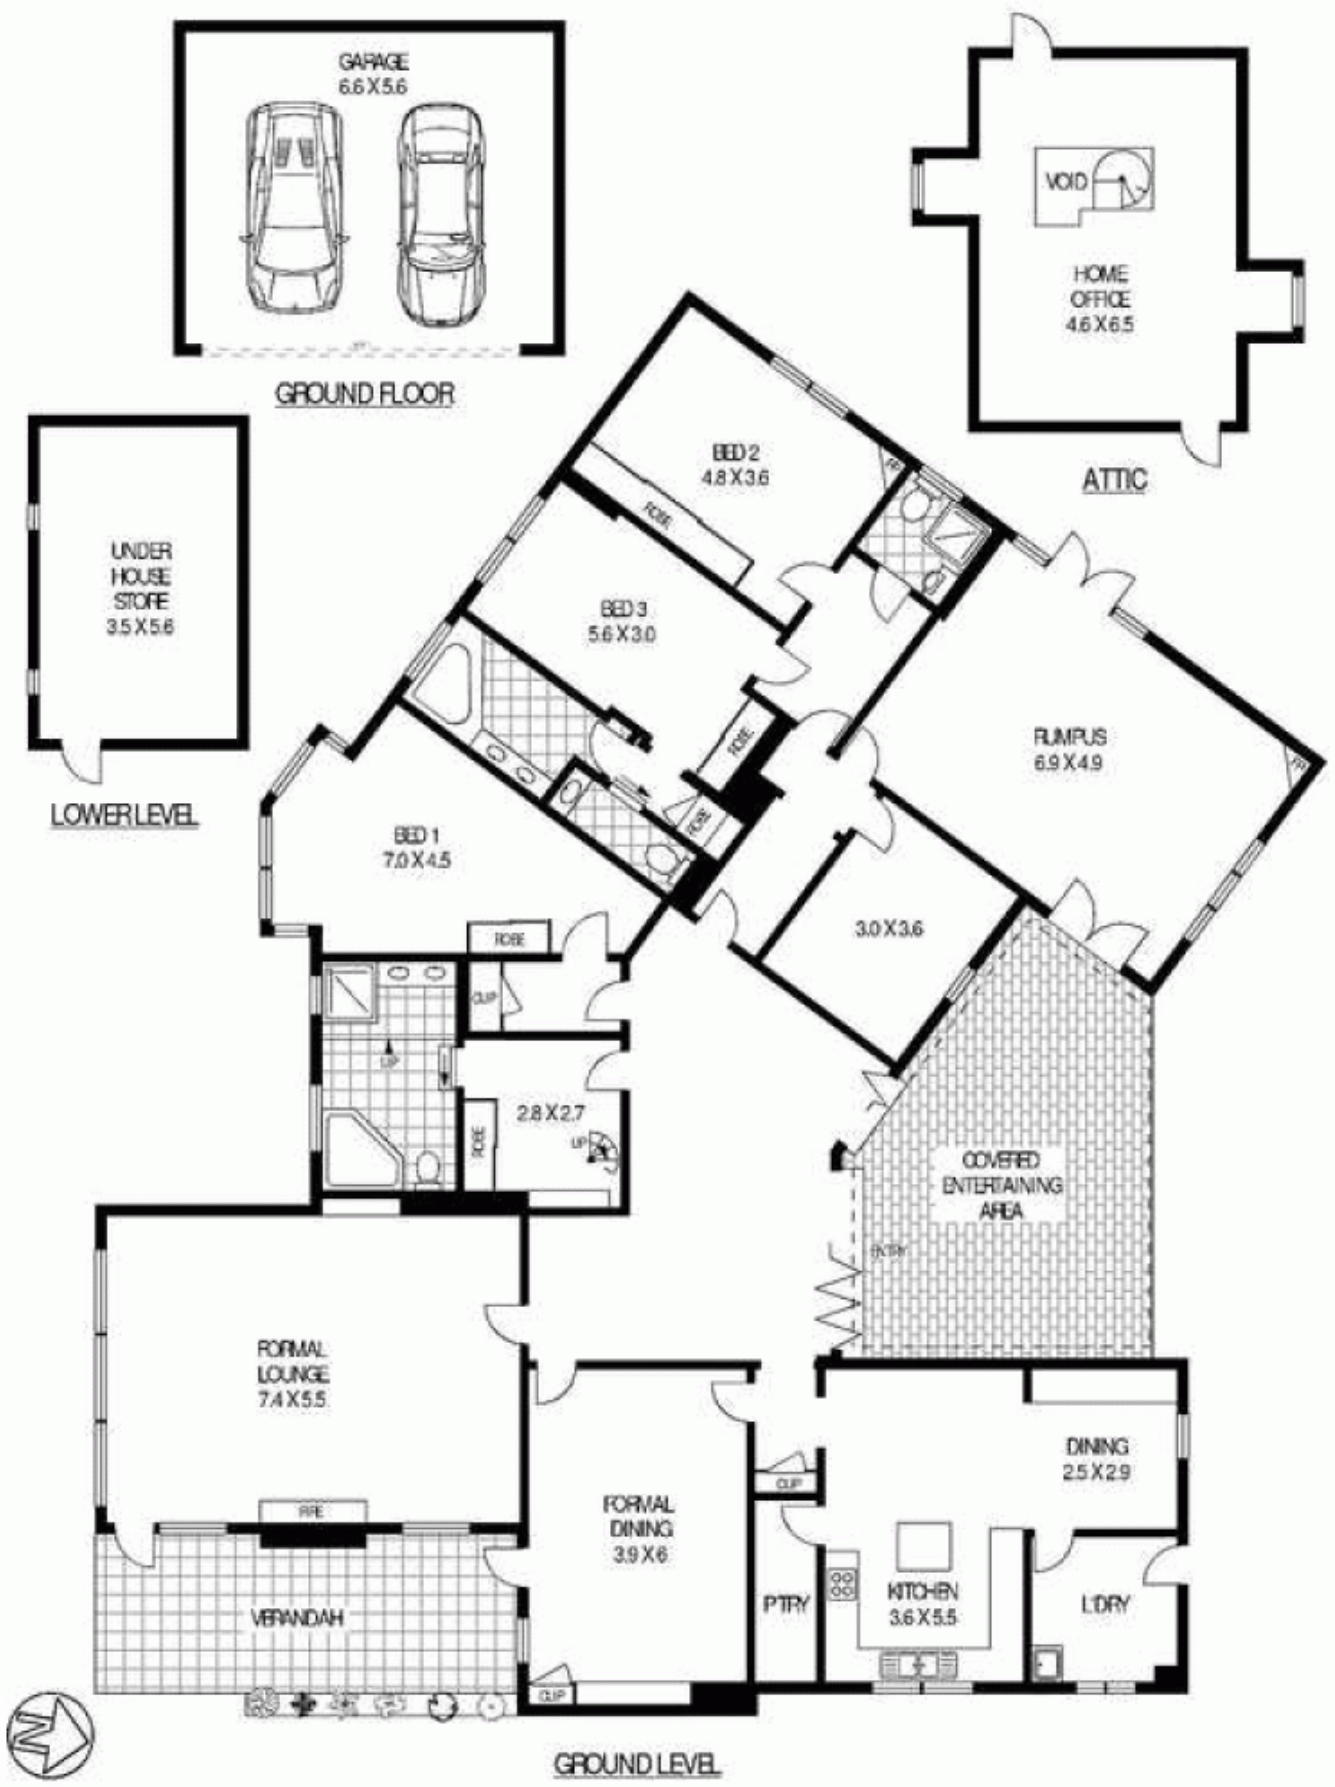 GARAGE
6.6 X 5.6
GROUND FLOOR
VOID
HOME
OFFICE
4.6 X 6.5
ATTIC
UNDER
HOUSE
STORE
3.5 X 5.6
LOWER LEVEL
BED 2
4.8 X 3.6
FP
ROBE
BED 3
5.6 X 3.0
ROBE
ROBE
RUMPUS
6.9 X 4.9
FP
BED 1
7.0 X 4.5
ROBE
3.0 X 3.6
CUP
UP
2.8 X 2.7
ROBE
UP
COVERED
ENTERTAINING
AREA
ENTRY
FORMAL
LOUNGE
7.4 X 5.5
FIRE
VERANDAH
FORMAL
DINING
3.9 X 6
CUP
CUP
P'TRY
KITCHEN
3.6 X 5.5
DINING
2.5 X 2.9
L'DRY
N
GROUND LEVEL